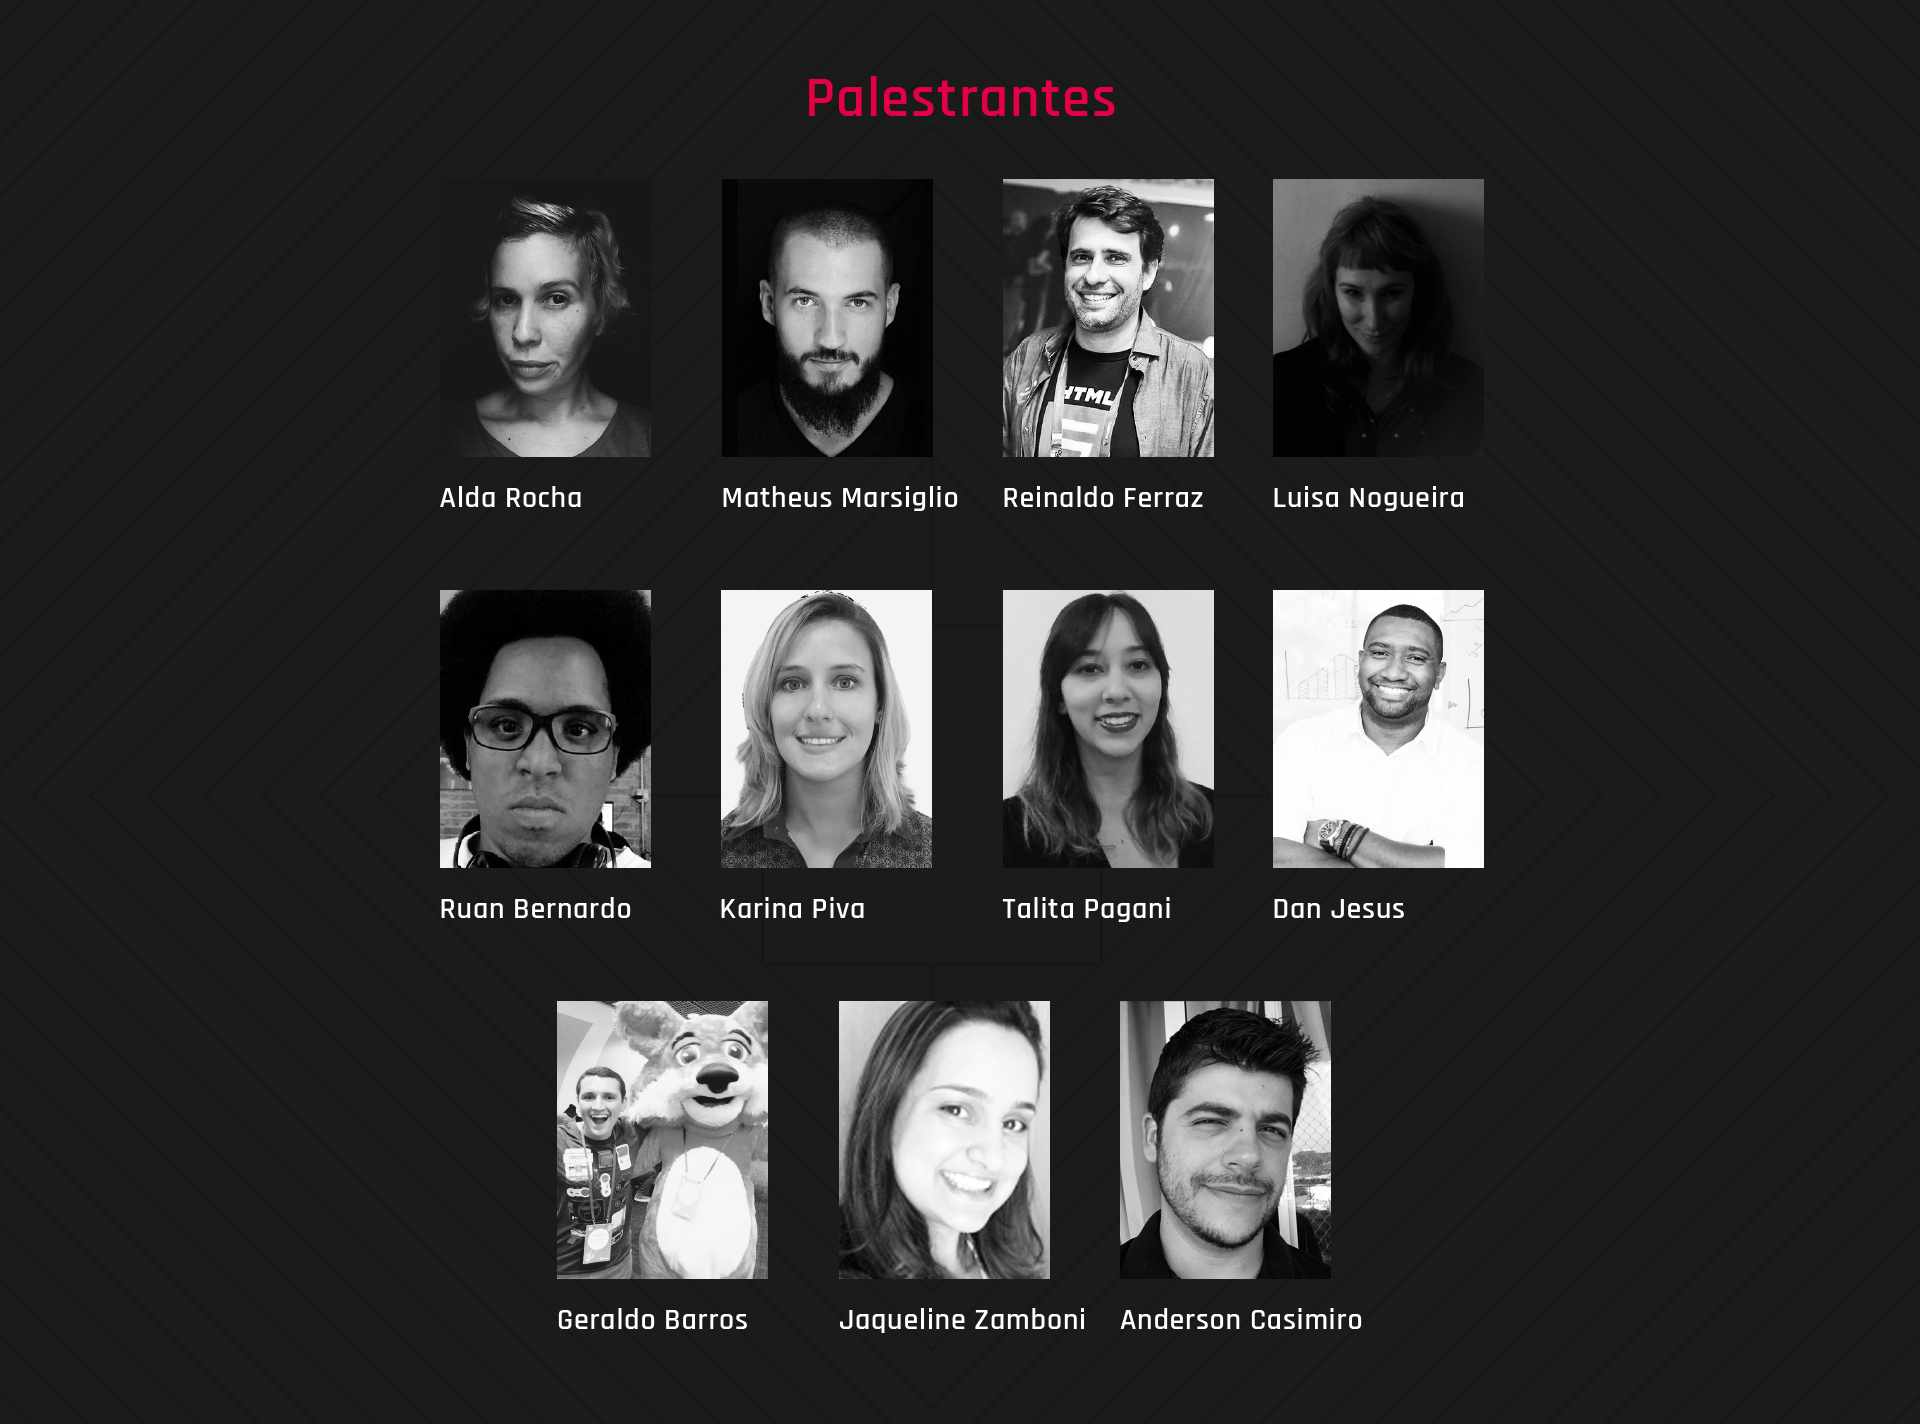 Palestrantes
HTML
Alda Rocha
Matheus Marsiglio
Reinaldo Ferraz
Luisa Nogueira
Ruan Bernardo
Karina Piva
Talita Pagani
Dan Jesus
Geraldo Barros
Jaqueline Zamboni
Anderson Casimiro